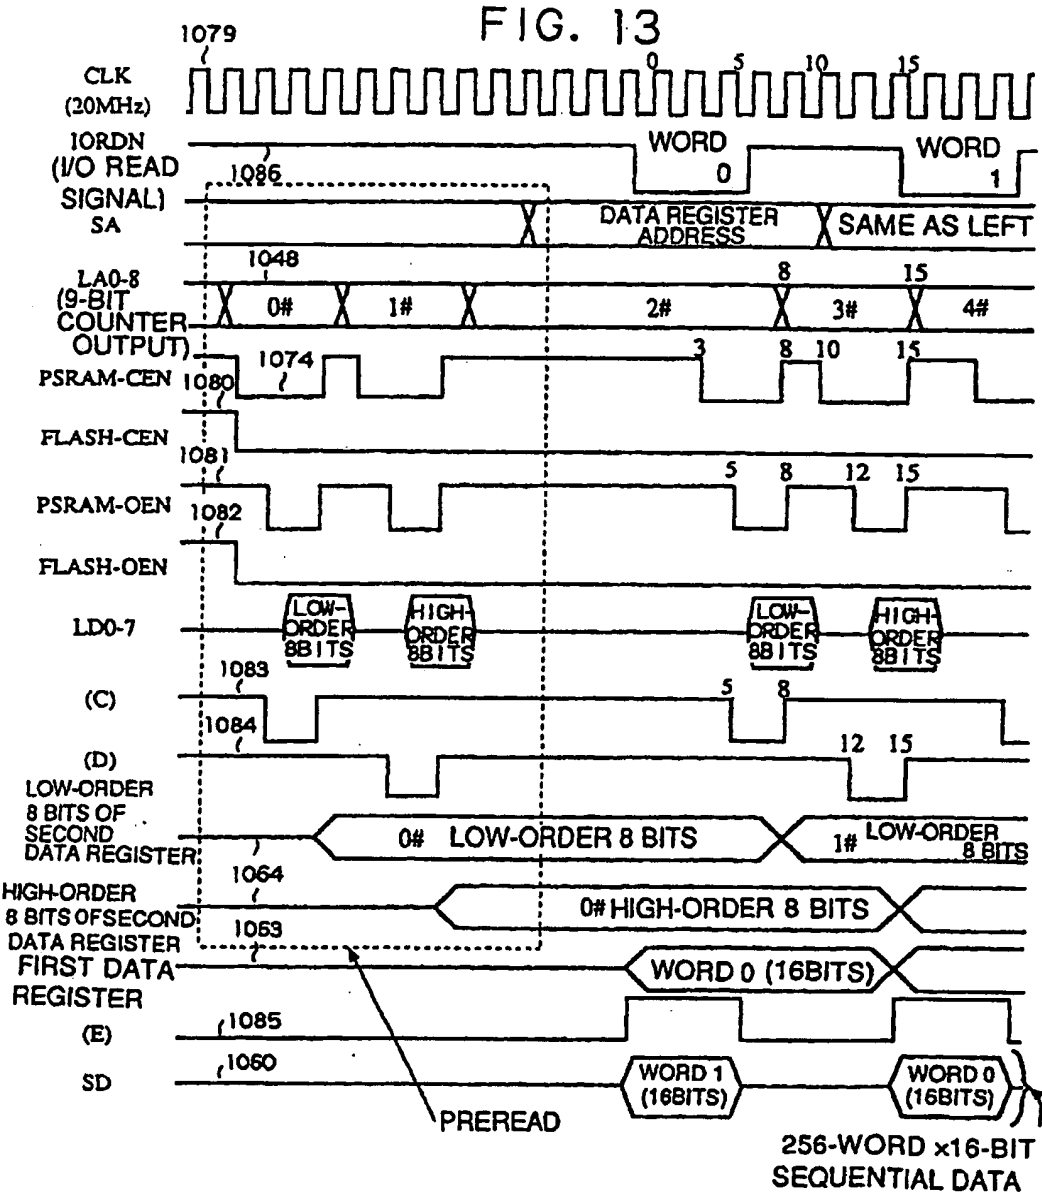 FIG. 13
1079
CLK
(20MHz)
0 5 10 15
IORDN
(I/O READ
SIGNAL)
1086
WORD
0
WORD
1
SA
DATA REGISTER
ADDRESS
SAME AS LEFT
LA0-8
(9-BIT
COUNTER
OUTPUT)
1048
8 15
0# 1# 2# 3# 4#
PSRAM-CEN
1074
3 8 10 15
1080
FLASH-CEN
1081
PSRAM-OEN
5 8 12 15
1082
FLASH-OEN
LD0-7
LOW-
ORDER
8BITS
HIGH-
ORDER
8BITS
LOW-
ORDER
8BITS
HIGH-
ORDER
8BITS
1083
(C)
5 8
1084
(D)
12 15
LOW-ORDER
8 BITS OF
SECOND
DATA REGISTER
0# LOW-ORDER 8 BITS
1# LOW-ORDER
8 BITS
1064
HIGH-ORDER
8 BITS OF SECOND
DATA REGISTER
0# HIGH-ORDER 8 BITS
1063
FIRST DATA
REGISTER
WORD 0 (16BITS)
(E)
1085
SD
1060
WORD 1
(16BITS)
WORD 0
(16BITS)
PREREAD
256-WORD x16-BIT
SEQUENTIAL DATA